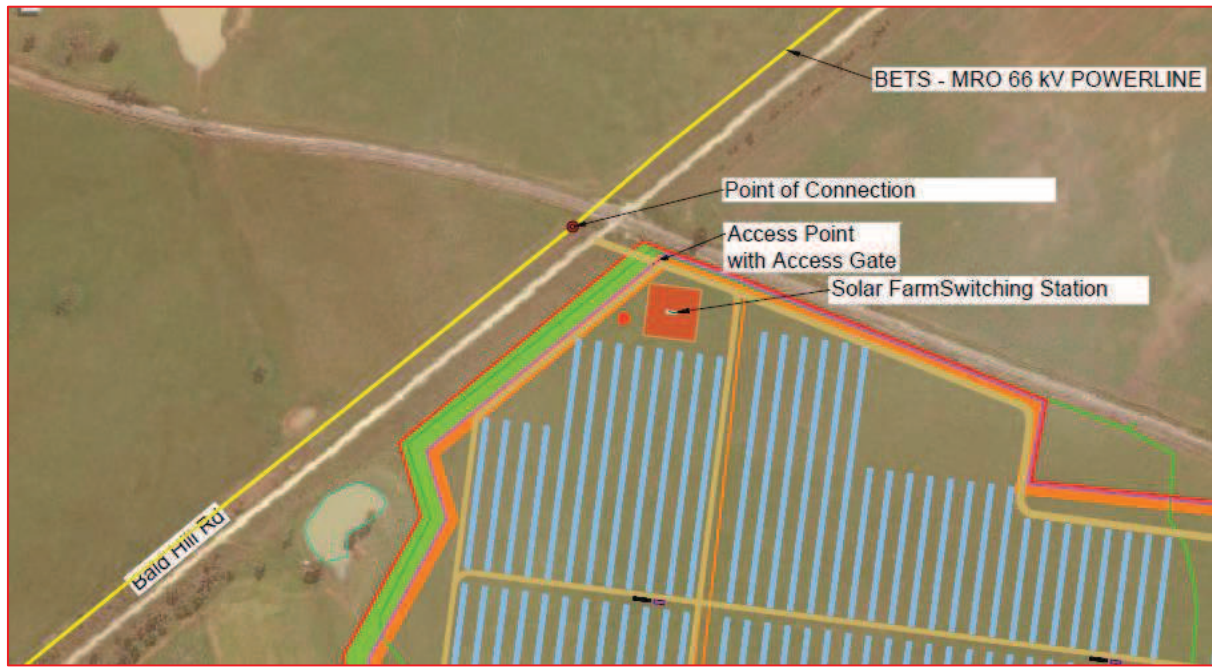 BETS - MRO 66 kV POWERLINE
Point of Connection
Access Point
with Access Gate
Solar FarmSwitching Station
Bald Hill Rd